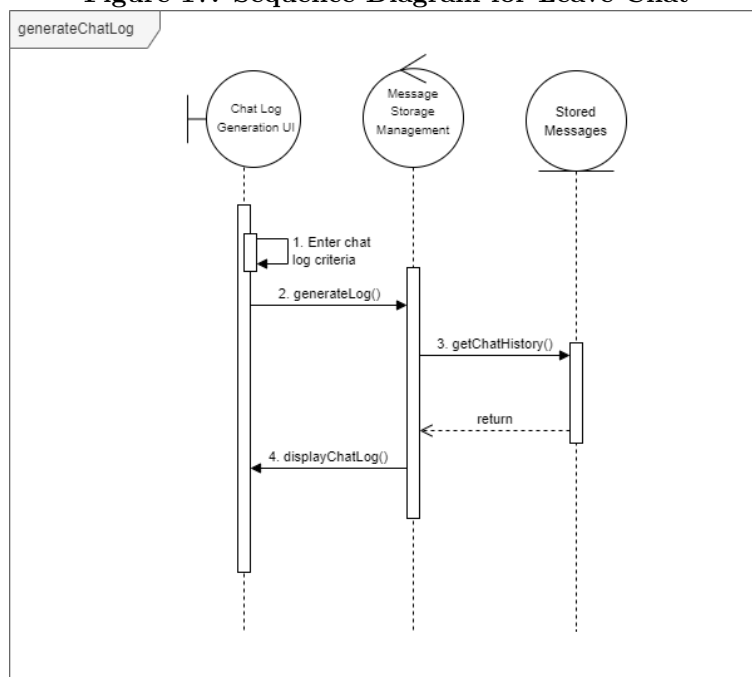 Figure 17: Sequence Diagram for Leave Chat
generateChatLog
Chat Log
Generation UI
Message
Storage
Management
Stored
Messages
1. Enter chat
log criteria
2. generateLog()
3. getChatHistory()
return
4. displayChatLog()